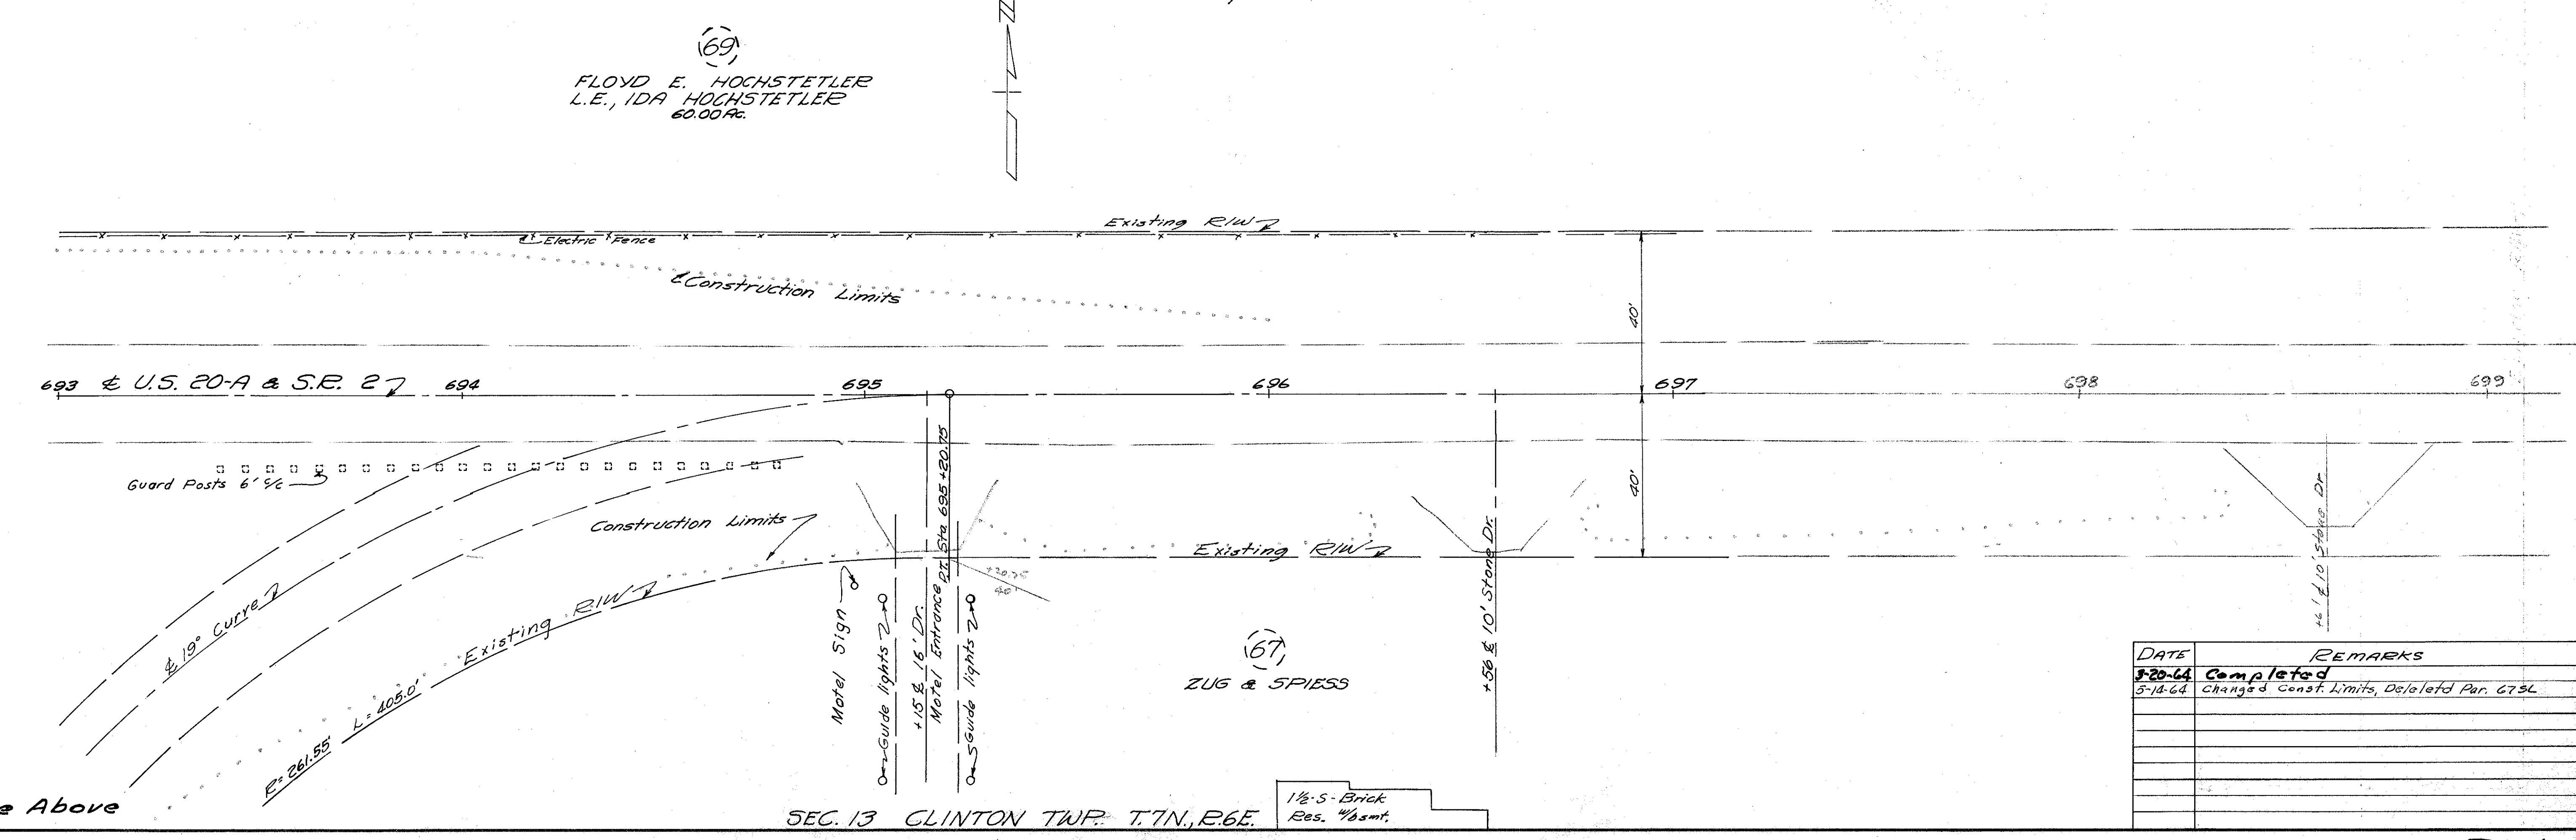 69
FLOYD E. HOCHSTETLER
L.E., IDA HOCHSTETLER
60.00 Ac.
N
Existing R/W
Electric Fence
Construction Limits
40'
693 ℄ U.S. 20-A & S.R. 2 694 695 696 697 698 699
Guard Posts 6' c/c
Construction Limits
P.T. Sta. 695+20.75
40'
Existing R/W
+20.75
40'
℄ 19° Curve
Existing R/W
R= 261.55' L= 405.0'
Motel Sign
Guide lights
+15 ℄ 16' Dr.
Motel Entrance
Guide lights
67
ZUG & SPIESS
+56 ℄ 10' Stone Dr.
℄ 10' Stone Dr
DATE REMARKS
3-20-64 Completed
5-14-64 Changed Const. Limits, Deleletd Par. 67SL
e Above
SEC. 13 CLINTON TWP. T.7N., R.6E.
1½-S-Brick
Res. w/bsmt.